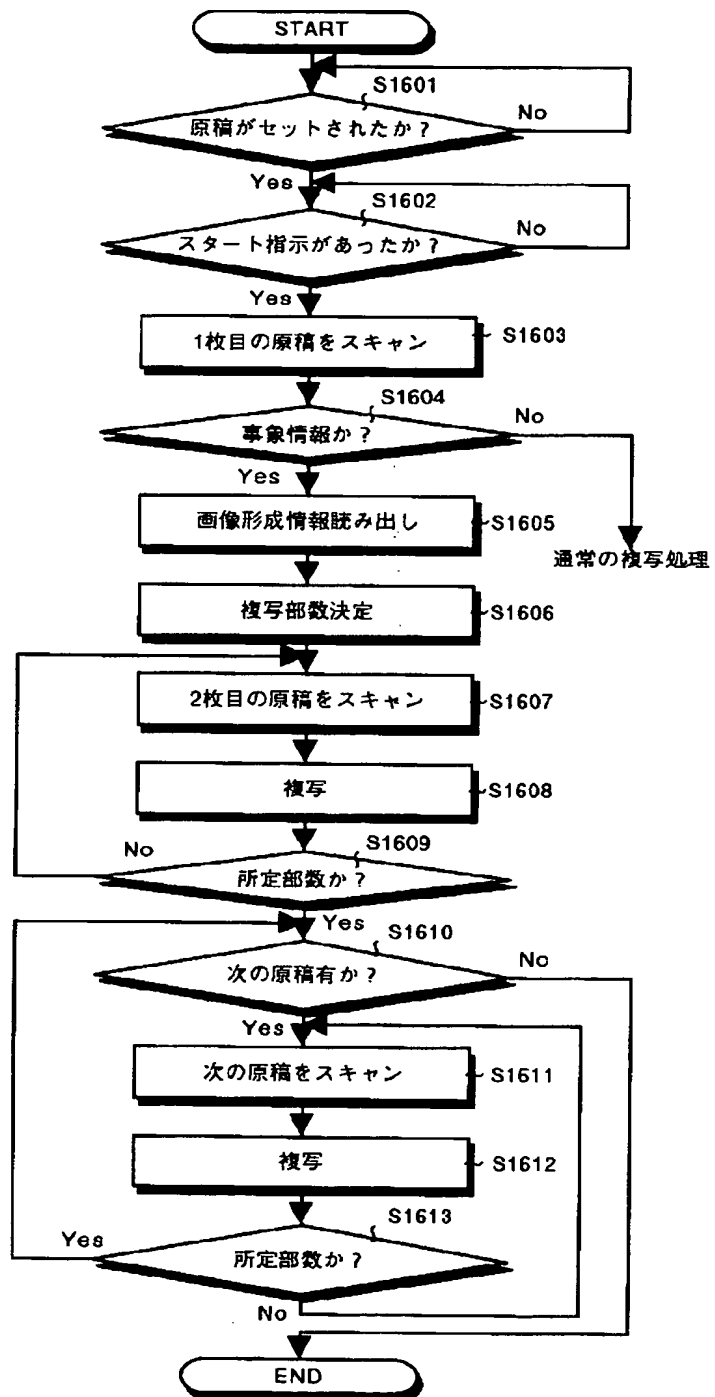 START
S1601
原稿がセットされたか?
No
Yes
S1602
スタート指示があったか?
No
Yes
1枚目の原稿をスキャン
S1603
S1604
事象情報か?
No
Yes
画像形成情報読み出し
S1605
通常の複写処理
複写部数決定
S1606
2枚目の原稿をスキャン
S1607
複写
S1608
S1609
No
所定部数か?
Yes
S1610
次の原稿有か?
No
Yes
次の原稿をスキャン
S1611
複写
S1612
S1613
Yes
所定部数か?
No
END